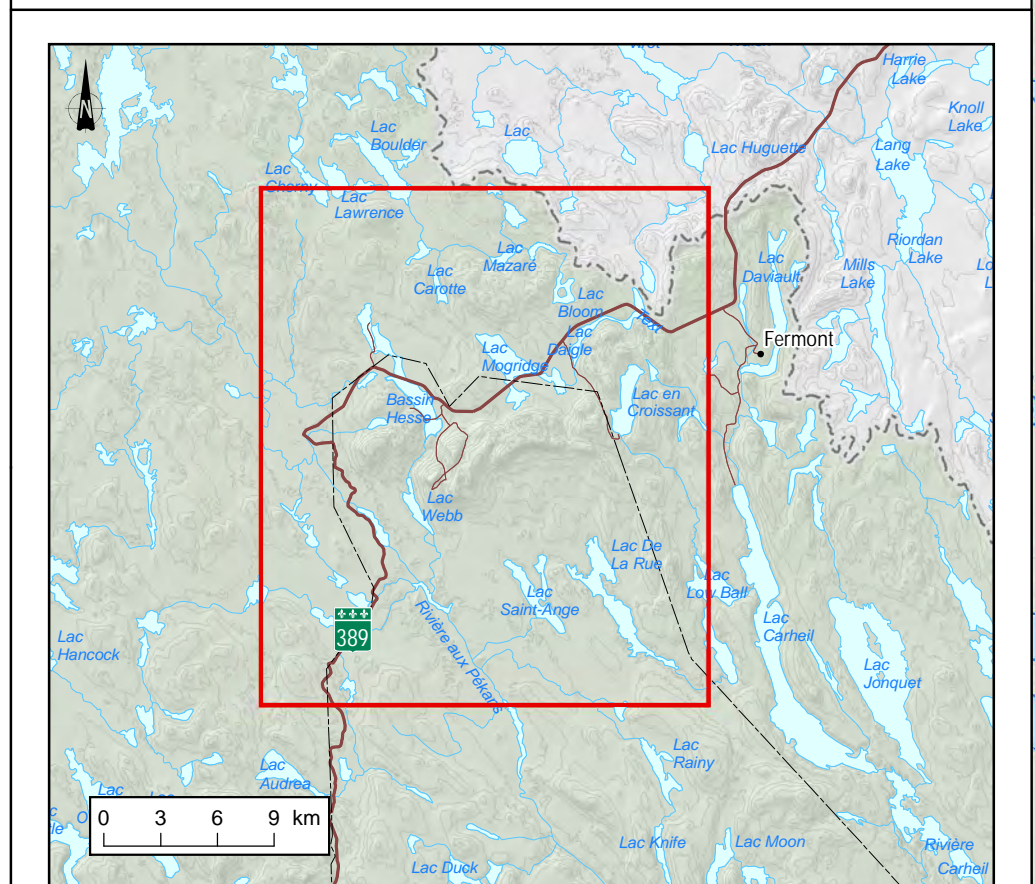 Harrie
Lake
Knoll
Lake
N
Lac
Boulder
Lac
Lac Huguette
Lang
Lake
Lac
Cherny
Lac
Lawrence
Riordan
Lake
Lac
Mazaré
Lac
Daviault
Mills
Lake
Lac
Carotte
Lac
Bloom
Text
Fermont
Lac
Daigle
Lac
Mogridge
Bassin
Hesse
Lac en
Croissant
Lac
Webb
Lac De
La Rue
Lac
Low Ball
Lac
Saint-Ange
Rivière aux Pékans
389
Lac
Carheil
Lac
Hancock
Lac
Jonquet
Lac
Rainy
Lac
Audrea
Lac
0 3 6 9 km
Lac Knife
Lac Moon
Rivière
Carheil
Lac Duck